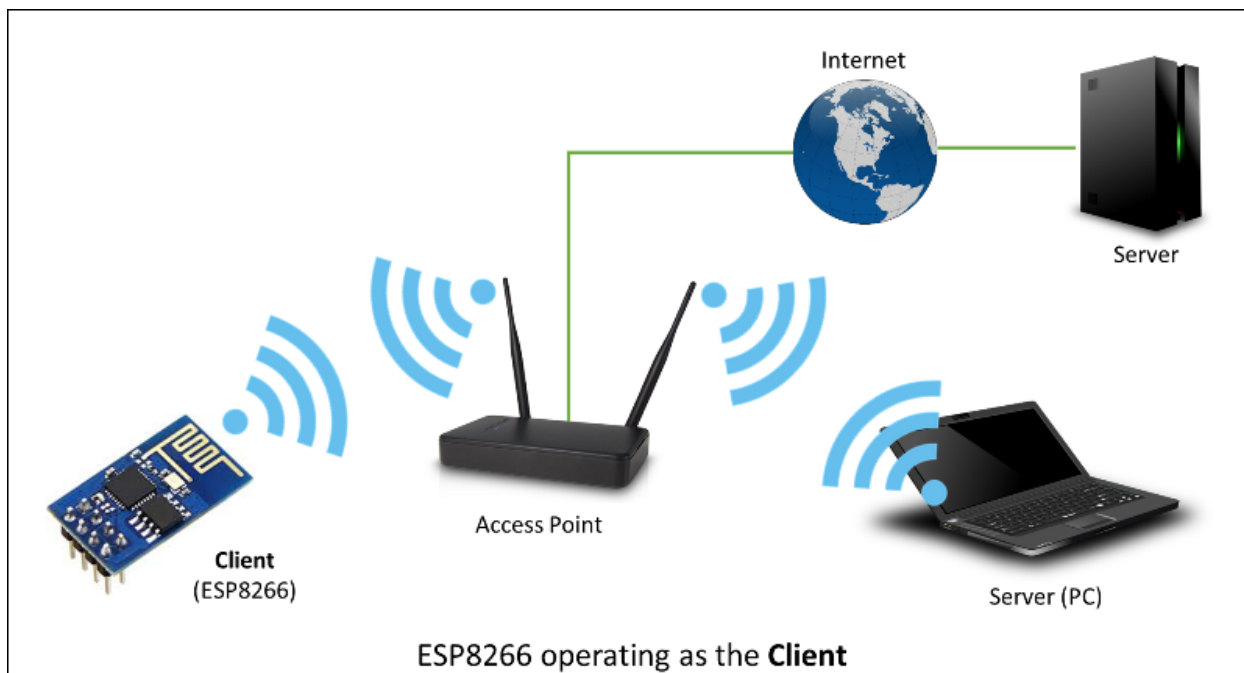 Internet
Server
Access Point
Client
(ESP8266)
Server (PC)
ESP8266 operating as the Client